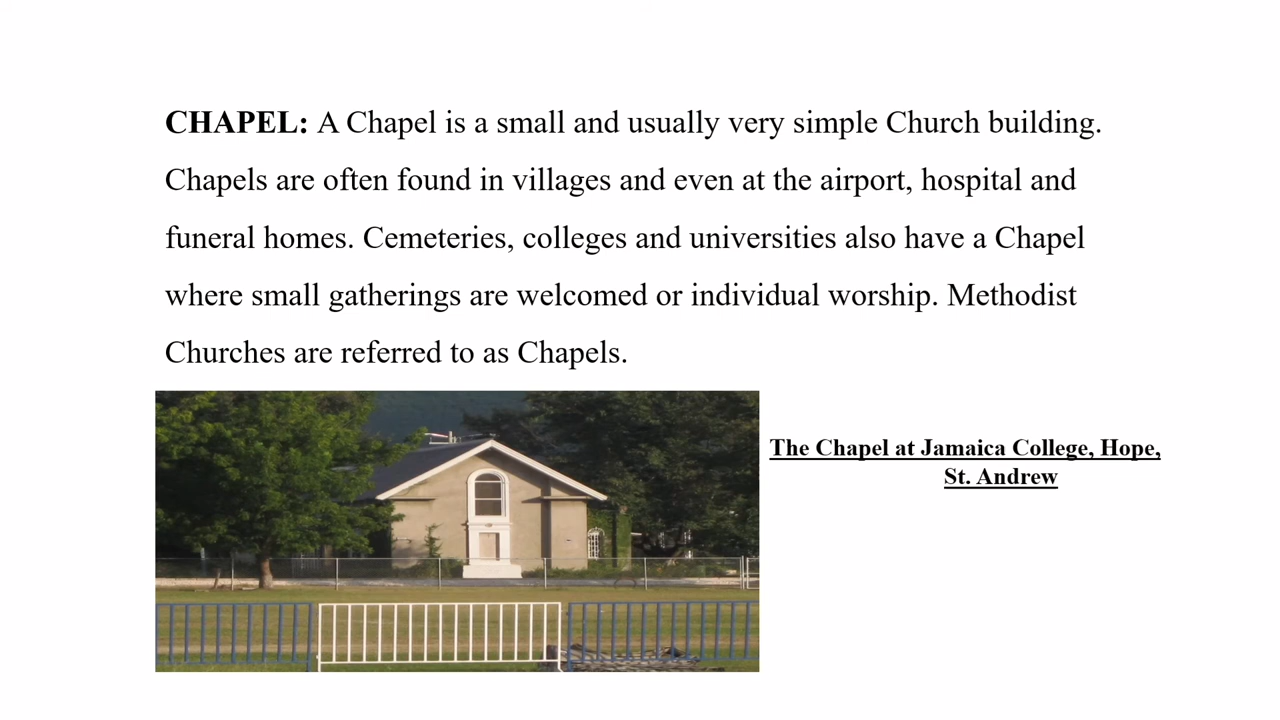 CHAPEL: A Chapel is a small and usually very simple Church building.
Chapels are often found in villages and even at the airport, hospital and
funeral homes. Cemeteries, colleges and universities also have a Chapel
where small gatherings are welcomed or individual worship. Methodist
Churches are referred to as Chapels.
The Chapel at Jamaica College, Hope,
St. Andrew